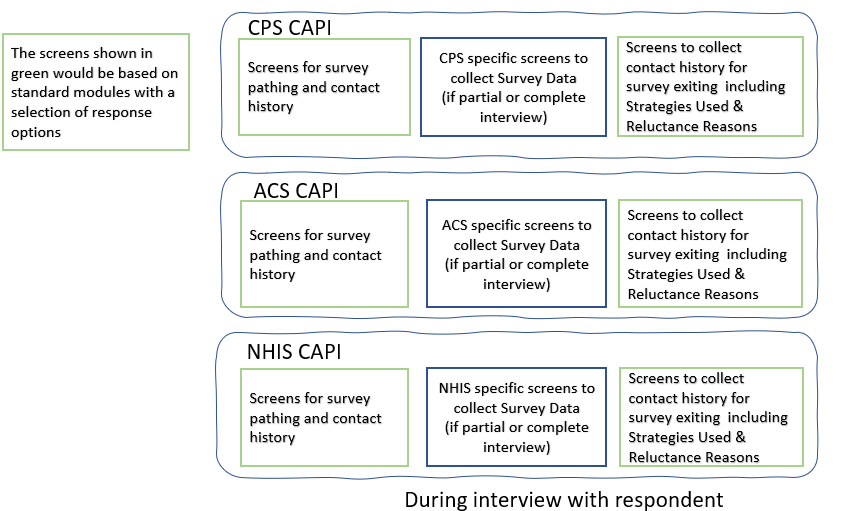 The screens shown in
green would be based on
standard modules with a
selection of response
options
CPS CAPI
Screens for survey
pathing and contact
history
CPS specific screens to
collect Survey Data
(if partial or complete
interview)
Screens to collect
contact history for
survey exiting including
Strategies Used &
Reluctance Reasons
ACS CAPI
Screens for survey
pathing and contact
history
ACS specific screens to
collect Survey Data
(if partial or complete
interview)
Screens to collect
contact history for
survey exiting including
Strategies Used &
Reluctance Reasons
NHIS CAPI
Screens for survey
pathing and contact
history
NHIS specific screens to
collect Survey Data
(if partial or complete
interview)
Screens to collect
contact history for
survey exiting including
Strategies Used &
Reluctance Reasons
During interview with respondent